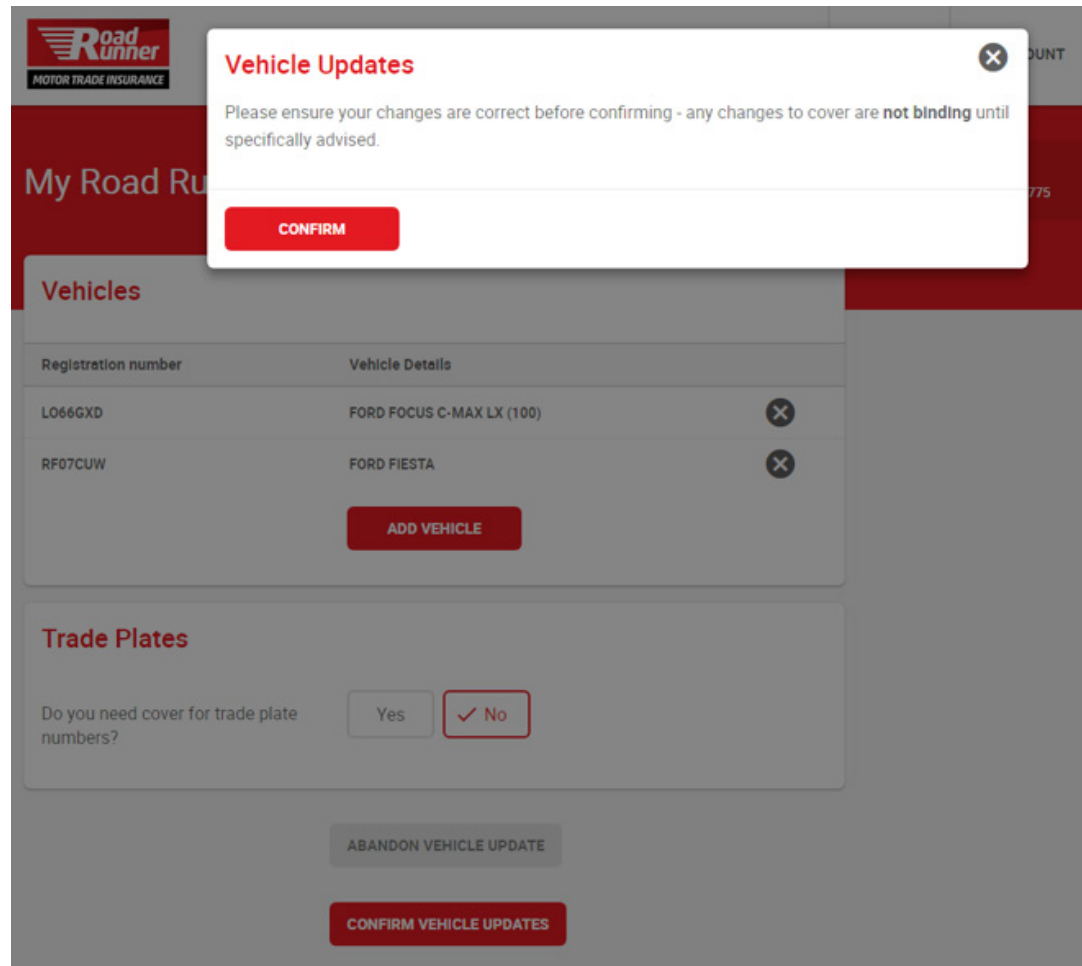 Road
Runner
MOTOR TRADE INSURANCE
OUNT
Vehicle Updates
Please ensure your changes are correct before confirming - any changes to cover are not binding until
specifically advised.
CONFIRM
My Road Ru
775
Vehicles
Registration number Vehicle Details
LO66GXD FORD FOCUS C-MAX LX (100)
RF07CUW FORD FIESTA
ADD VEHICLE
Trade Plates
Do you need cover for trade plate
numbers?
Yes No
ABANDON VEHICLE UPDATE
CONFIRM VEHICLE UPDATES